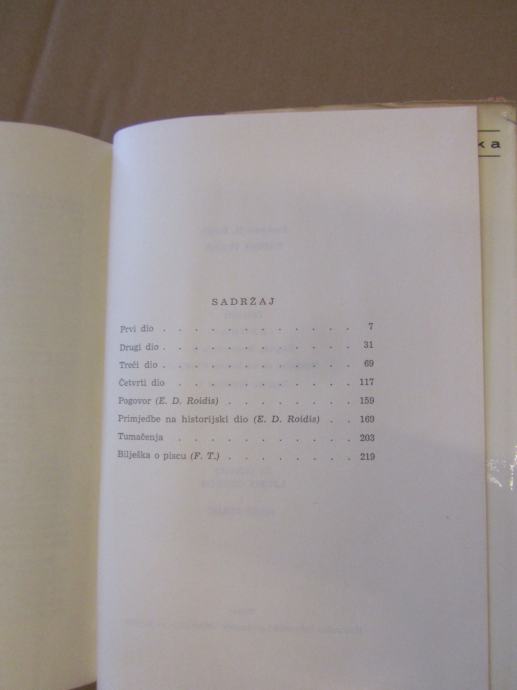 ka
SADRŽAJ
Prvi dio . . . . . . . . . . . . 7
Drugi dio . . . . . . . . . . . . 31
Treći dio . . . . . . . . . . . . 69
Četvrti dio . . . . . . . . . . . 117
Pogovor (E. D. Roidis) . . . . . . . . 159
Primjedbe na historijski dio (E. D. Roidis) . . 169
Tumačenja . . . . . . . . . . . 203
Bilješka o piscu (F. T.) . . . . . . . . 219